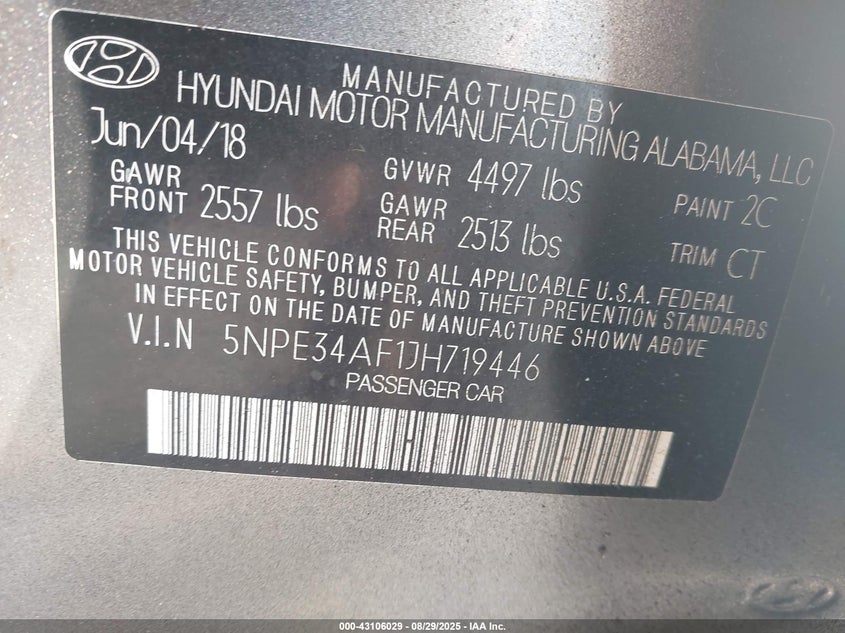 MANUFACTURED BY
HYUNDAI MOTOR MANUFACTURING ALABAMA, LLC
Jun/04/18
GAWR FRONT 2557 lbs
GVWR 4497 lbs
GAWR REAR 2513 lbs
PAINT 2C
TRIM CT
THIS VEHICLE CONFORMS TO ALL APPLICABLE U.S.A. FEDERAL
MOTOR VEHICLE SAFETY, BUMPER, AND THEFT PREVENTION STANDARDS
IN EFFECT ON THE DATE OF MANUFACTURE SHOWN ABOVE
V.I.N 5NPE34AF1JH719446
PASSENGER CAR
000-43106029 - 08/29/2025 - IAA Inc.